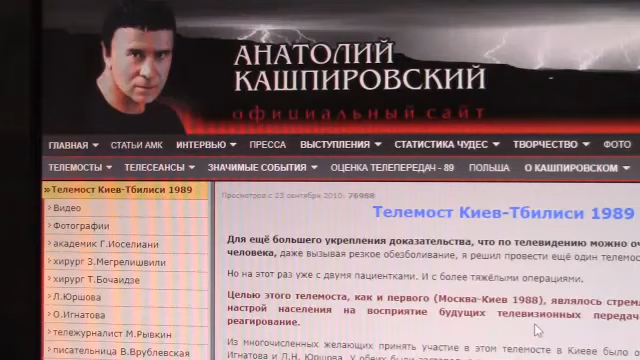 АНАТОЛИЙ
КАШПИРОВСКИЙ
официальный сайт
ГЛАВНАЯ СТАТЬИ АМК ИНТЕРВЬЮ ПРЕССА ВЫСТУПЛЕНИЯ СТАТИСТИКА ЧУДЕС ТВОРЧЕСТВО ФОТО
ТЕЛЕМОСТЫ ТЕЛЕСЕАНСЫ ЗНАЧИМЫЕ СОБЫТИЯ ОЦЕНКА ТЕЛЕПЕРЕДАЧ - 89 ПОЛЬША О КАШПИРОВСКОМ
» Телемост Киев-Тбилиси 1989
› Видео
› Фотографии
› академик Г.Иоселиани
› хирург З.Мегрелишвили
› хирург Т.Бочаидзе
› Л.Юршова
› О.Игнатова
› тележурналист М.Рывкин
› писательница В.Врублевская
Просмотров с 23 сентября 2010: 76988
Телемост Киев-Тбилиси 1989
Для ещё большего укрепления доказательства, что по телевидению можно
человека, даже вызывая резкое обезболивание, я решил провести ещё один
Но на этот раз уже с двумя пациентками. И с более тяжёлыми операциями.
Целью этого телемоста, как и первого (Москва-Киев 1988), являлось
настрой населения на восприятие будущих телевизионных
реагирование.
Из многочисленных желающих принять участие в этом телемосте в Киеве было
Игнатова и Л.Н. Юршова. У обеих были